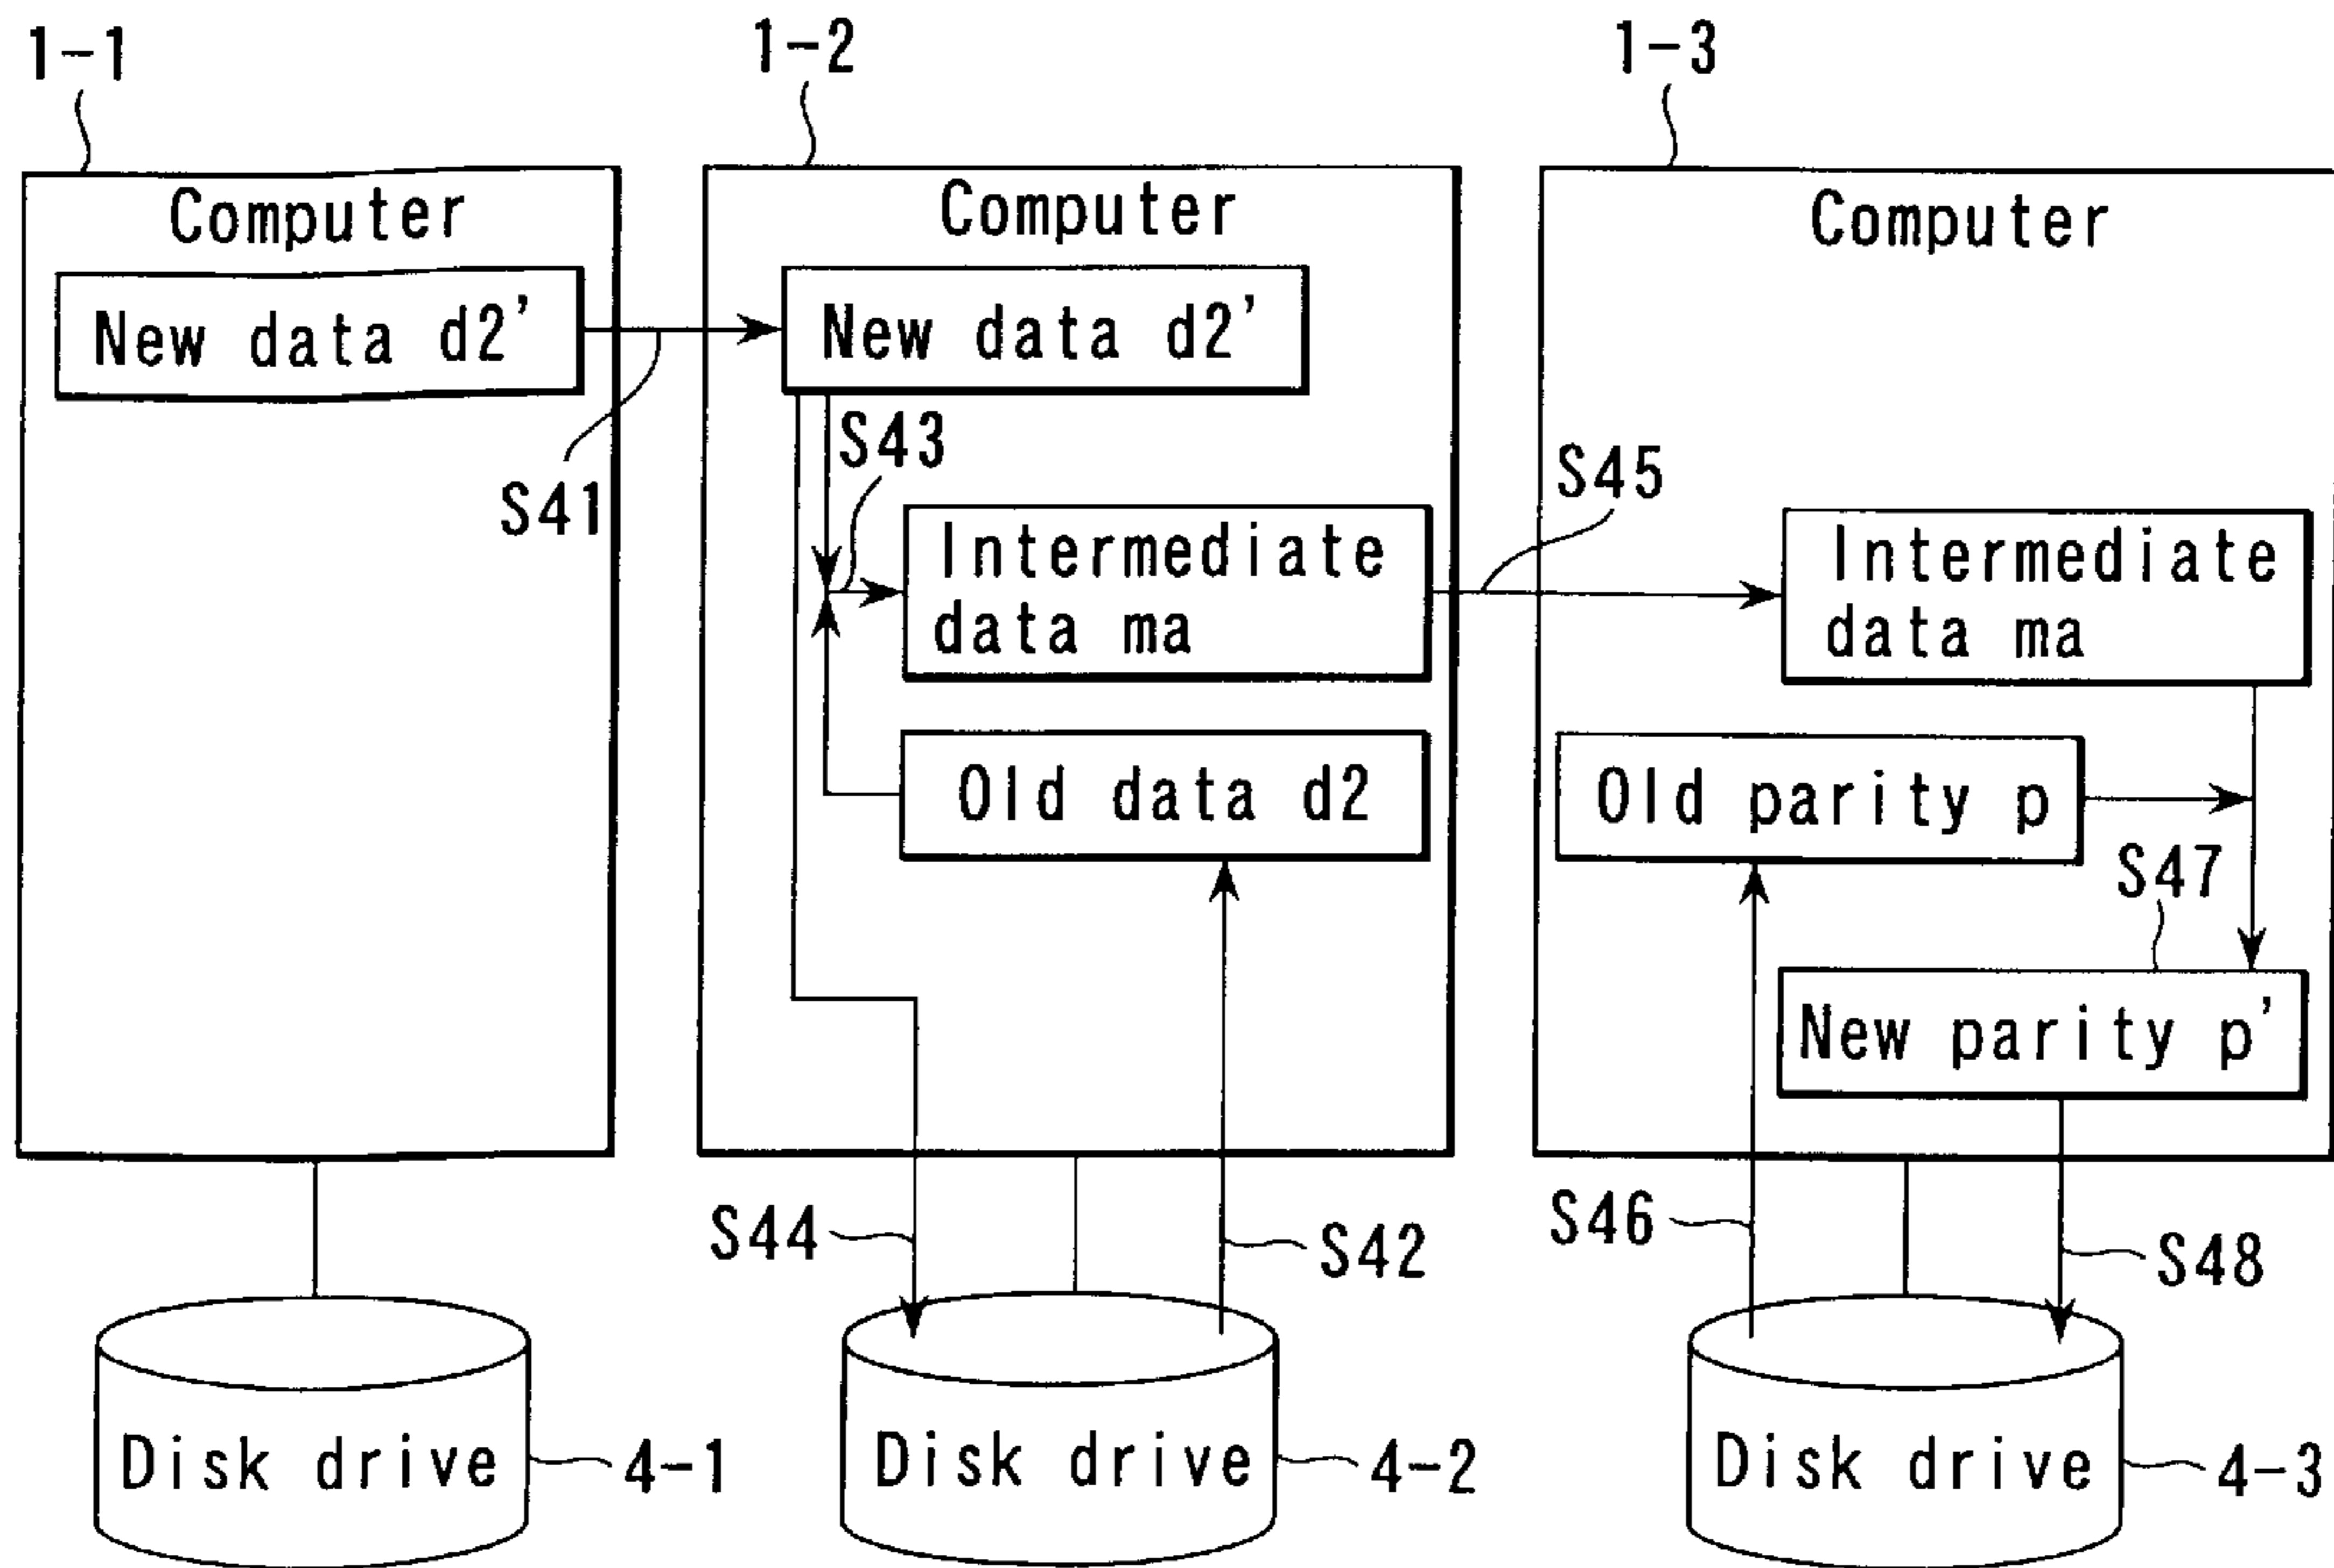 1-1
1-2
1-3
Computer
Computer
Computer
New data d2'
New data d2'
S41
S43
S45
Intermediate
data ma
Intermediate
data ma
Old data d2
Old parity p
S47
New parity p'
S44
S42
S46
S48
Disk drive
4-1
Disk drive
4-2
Disk drive
4-3